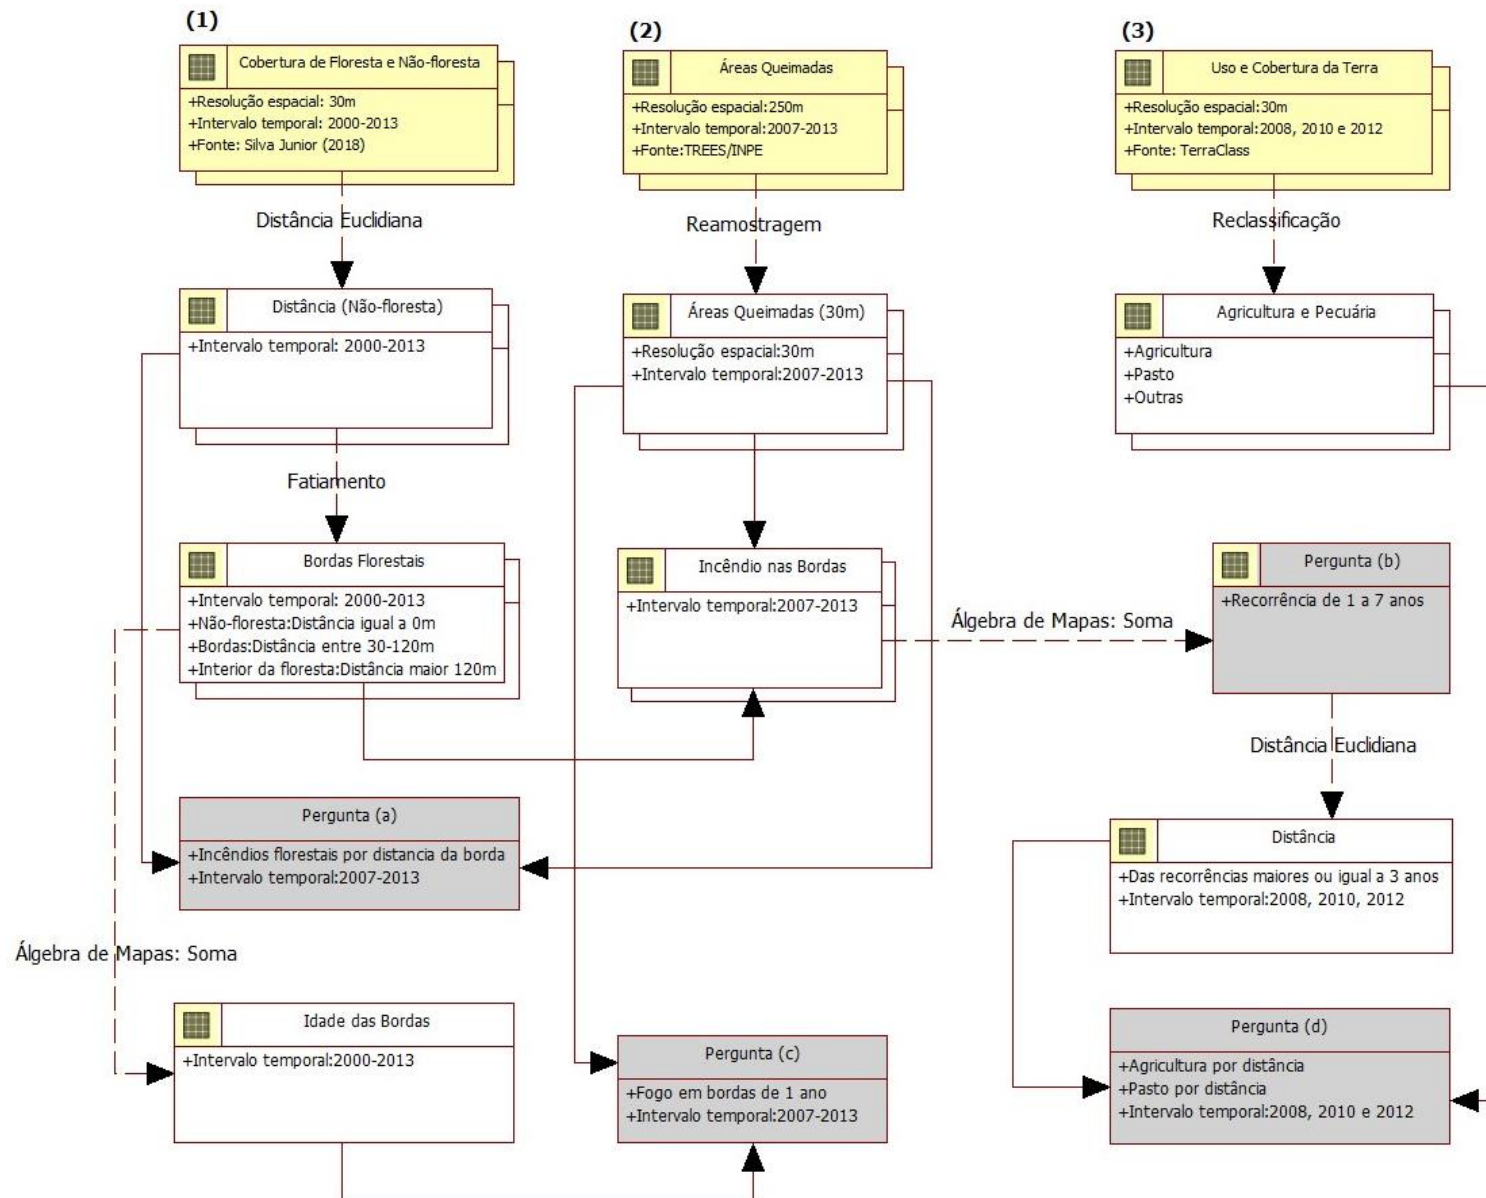 (1)
Cobertura de Floresta e Não-floresta
+Resolução espacial: 30m
+Intervalo temporal: 2000-2013
+Fonte: Silva Junior (2018)
Distância Euclidiana
Distância (Não-floresta)
+Intervalo temporal: 2000-2013
Fatiamento
Bordas Florestais
+Intervalo temporal: 2000-2013
+Não-floresta:Distância igual a 0m
+Bordas:Distância entre 30-120m
+Interior da floresta:Distância maior 120m
Pergunta (a)
+Incêndios florestais por distancia da borda
+Intervalo temporal:2007-2013
Álgebra de Mapas: Soma
Idade das Bordas
+Intervalo temporal:2000-2013
(2)
Áreas Queimadas
+Resolução espacial:250m
+Intervalo temporal:2007-2013
+Fonte:TREES/INPE
Reamostragem
Áreas Queimadas (30m)
+Resolução espacial:30m
+Intervalo temporal:2007-2013
Incêndio nas Bordas
+Intervalo temporal:2007-2013
Álgebra de Mapas: Soma
Pergunta (c)
+Fogo em bordas de 1 ano
+Intervalo temporal:2007-2013
(3)
Uso e Cobertura da Terra
+Resolução espacial:30m
+Intervalo temporal:2008, 2010 e 2012
+Fonte: TerraClass
Reclassificação
Agricultura e Pecuária
+Agricultura
+Pasto
+Outras
Pergunta (b)
+Recorrência de 1 a 7 anos
Distância Euclidiana
Distância
+Das recorrências maiores ou igual a 3 anos
+Intervalo temporal:2008, 2010, 2012
Pergunta (d)
+Agricultura por distância
+Pasto por distância
+Intervalo temporal:2008, 2010 e 2012